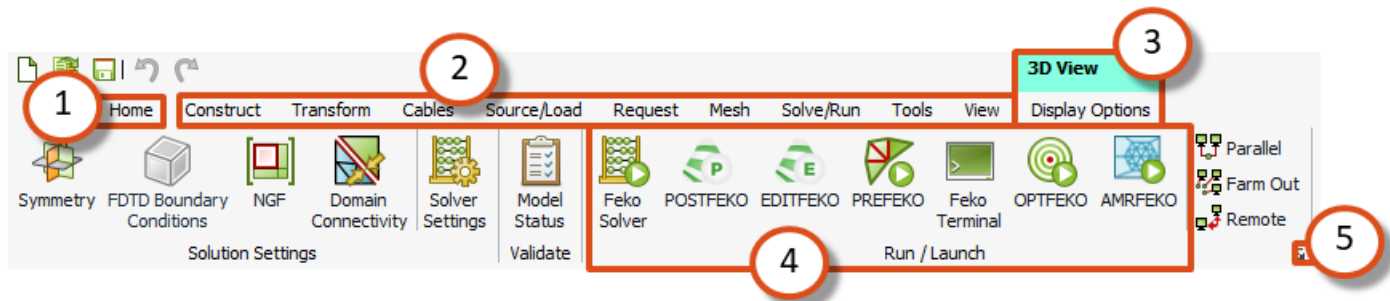 3
2
3D View
1
Home Construct Transform Cables Source/Load Request Mesh Solve/Run Tools View Display Options
Symmetry
FDTD Boundary
Conditions
NGF
Domain
Connectivity
Solver
Settings
Model
Status
Feko
Solver
P
POSTFEKO
E
EDITFEKO
PREFEKO
>_
Feko
Terminal
OPTFEKO
AMRFEKO
Parallel
Farm Out
Remote
Solution Settings
Validate
4
Run / Launch
5